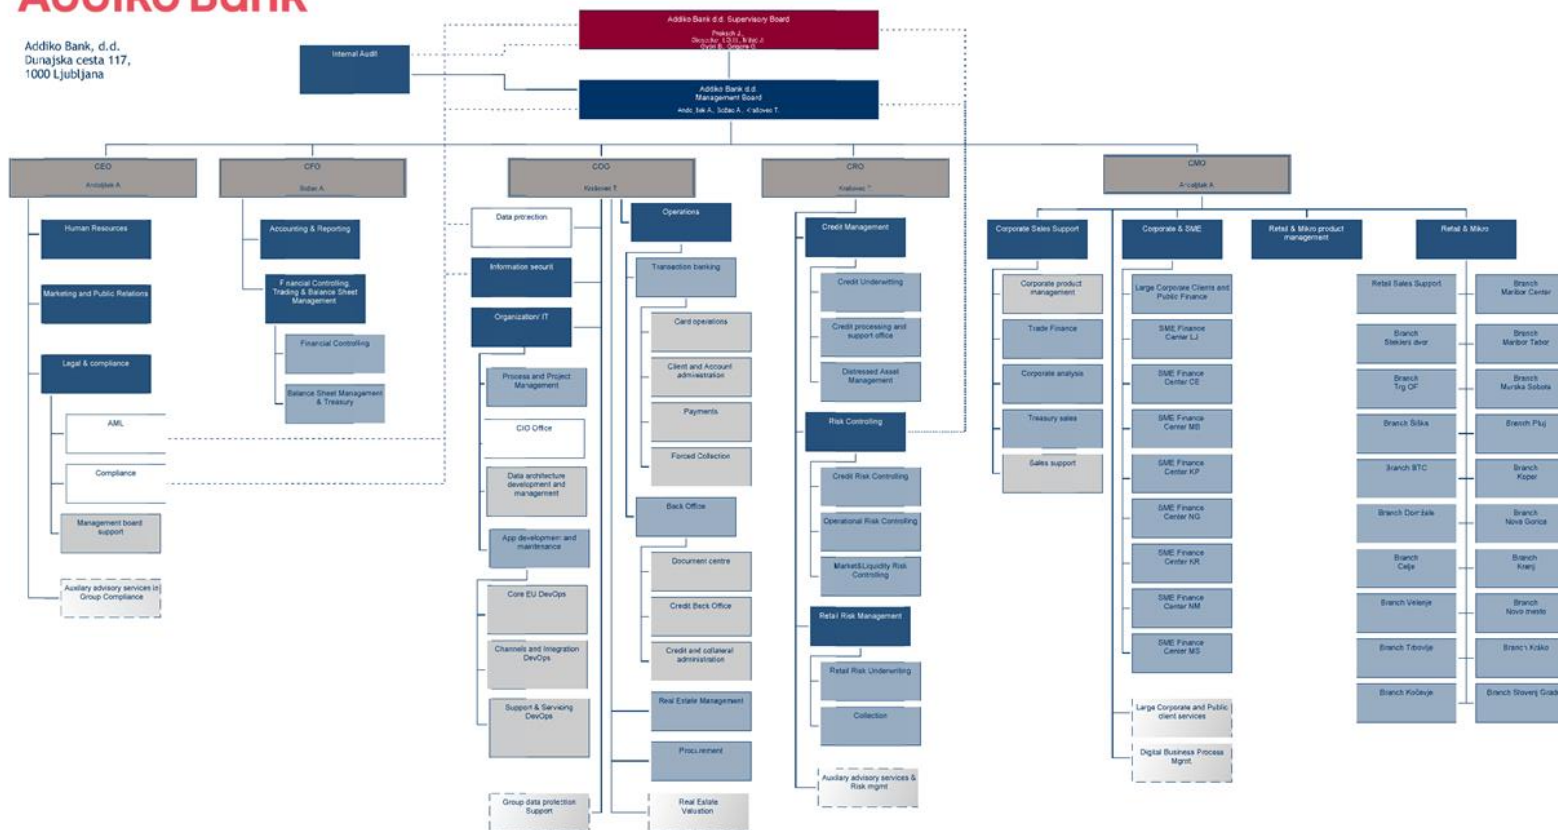 Addiko Bank
Addiko Bank, d.d.
Dunajska cesta 117,
1000 Ljubljana
Internal Audit
Addiko Bank d.d. Supervisory Board
Proksch J.,
Addiko Bank d.d.
Management Board
CEO
CFO
CRO
Krašovec T.
CMO
Human Resources
Marketing and Public Relations
Legal & compliance
AML
Compliance
Management board
support
Auxilary advisory services in
Group Compliance
Accounting & Reporting
Financial Controlling,
Trading & Balance Sheet
Management
Financial Controlling
Balance Sheet Management
& Treasury
Information securit
Organization/ IT
Process and Project
Management
CIO Office
Data architecture
development and
management
App development and
maintenance
Core EU DevOps
Channels and Integration
DevOps
Support & Servicing
DevOps
Group data protection
Support
Operations
Transaction banking
Card operations
Client and Account
administration
Payments
Forced Collection
Back Office
Document centre
Credit Back Office
Credit and collateral
administration
Real Estate Management
Procurement
Real Estate
Valuation
Credit Management
Credit processing and
support office
Distressed Asset
Management
Risk Controlling
Credit Risk Controlling
Operational Risk Controlling
Market&Liquidity Risk
Controlling
Retail Risk Management
Retail Risk Underwriting
Collection
Auxilary advisory services &
Risk mgmt
Corporate Sales Support
Corporate product
management
Trade Finance
Corporate analysis
Treasury sales
Sales support
Corporate & SME
Large Corporate Clients and
Public Finance
SME Finance
Center LJ
SME Finance
Center CE
SME Finance
Center MB
SME Finance
Center KP
SME Finance
Center NG
SME Finance
Center KR
SME Finance
Center NM
SME Finance
Center MS
Large Corporate and Public
client services
Digital Business Process
Mgmt.
Retail & Mikro product
management
Retail & Mikro
Retail Sales Support
Branch
Branch
Trg OF
Branch Šiška
Branch BTC
Branch Domžale
Branch
Celje
Branch Velenje
Branch Trbovlje
Branch Kočevje
Branch
Maribor Center
Branch
Maribor Tabor
Branch
Murska Sobota
Branch Ptuj
Branch
Koper
Branch
Nova Gorica
Branch
Kranj
Branch
Novo mesto
Branch Krško
Branch Slovenj Grad